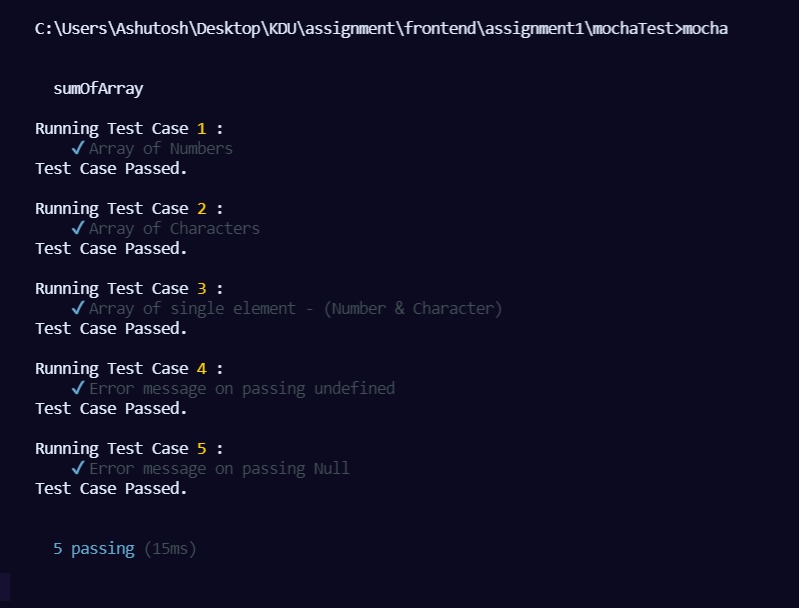 C:\Users\Ashutosh\Desktop\KDU\assignment\frontend\assignment1\mochaTest>mocha
sumOfArray
Running Test Case 1 :
✓ Array of Numbers
Test Case Passed.
Running Test Case 2 :
✓ Array of Characters
Test Case Passed.
Running Test Case 3 :
✓ Array of single element - (Number & Character)
Test Case Passed.
Running Test Case 4 :
✓ Error message on passing undefined
Test Case Passed.
Running Test Case 5 :
✓ Error message on passing Null
Test Case Passed.
5 passing (15ms)